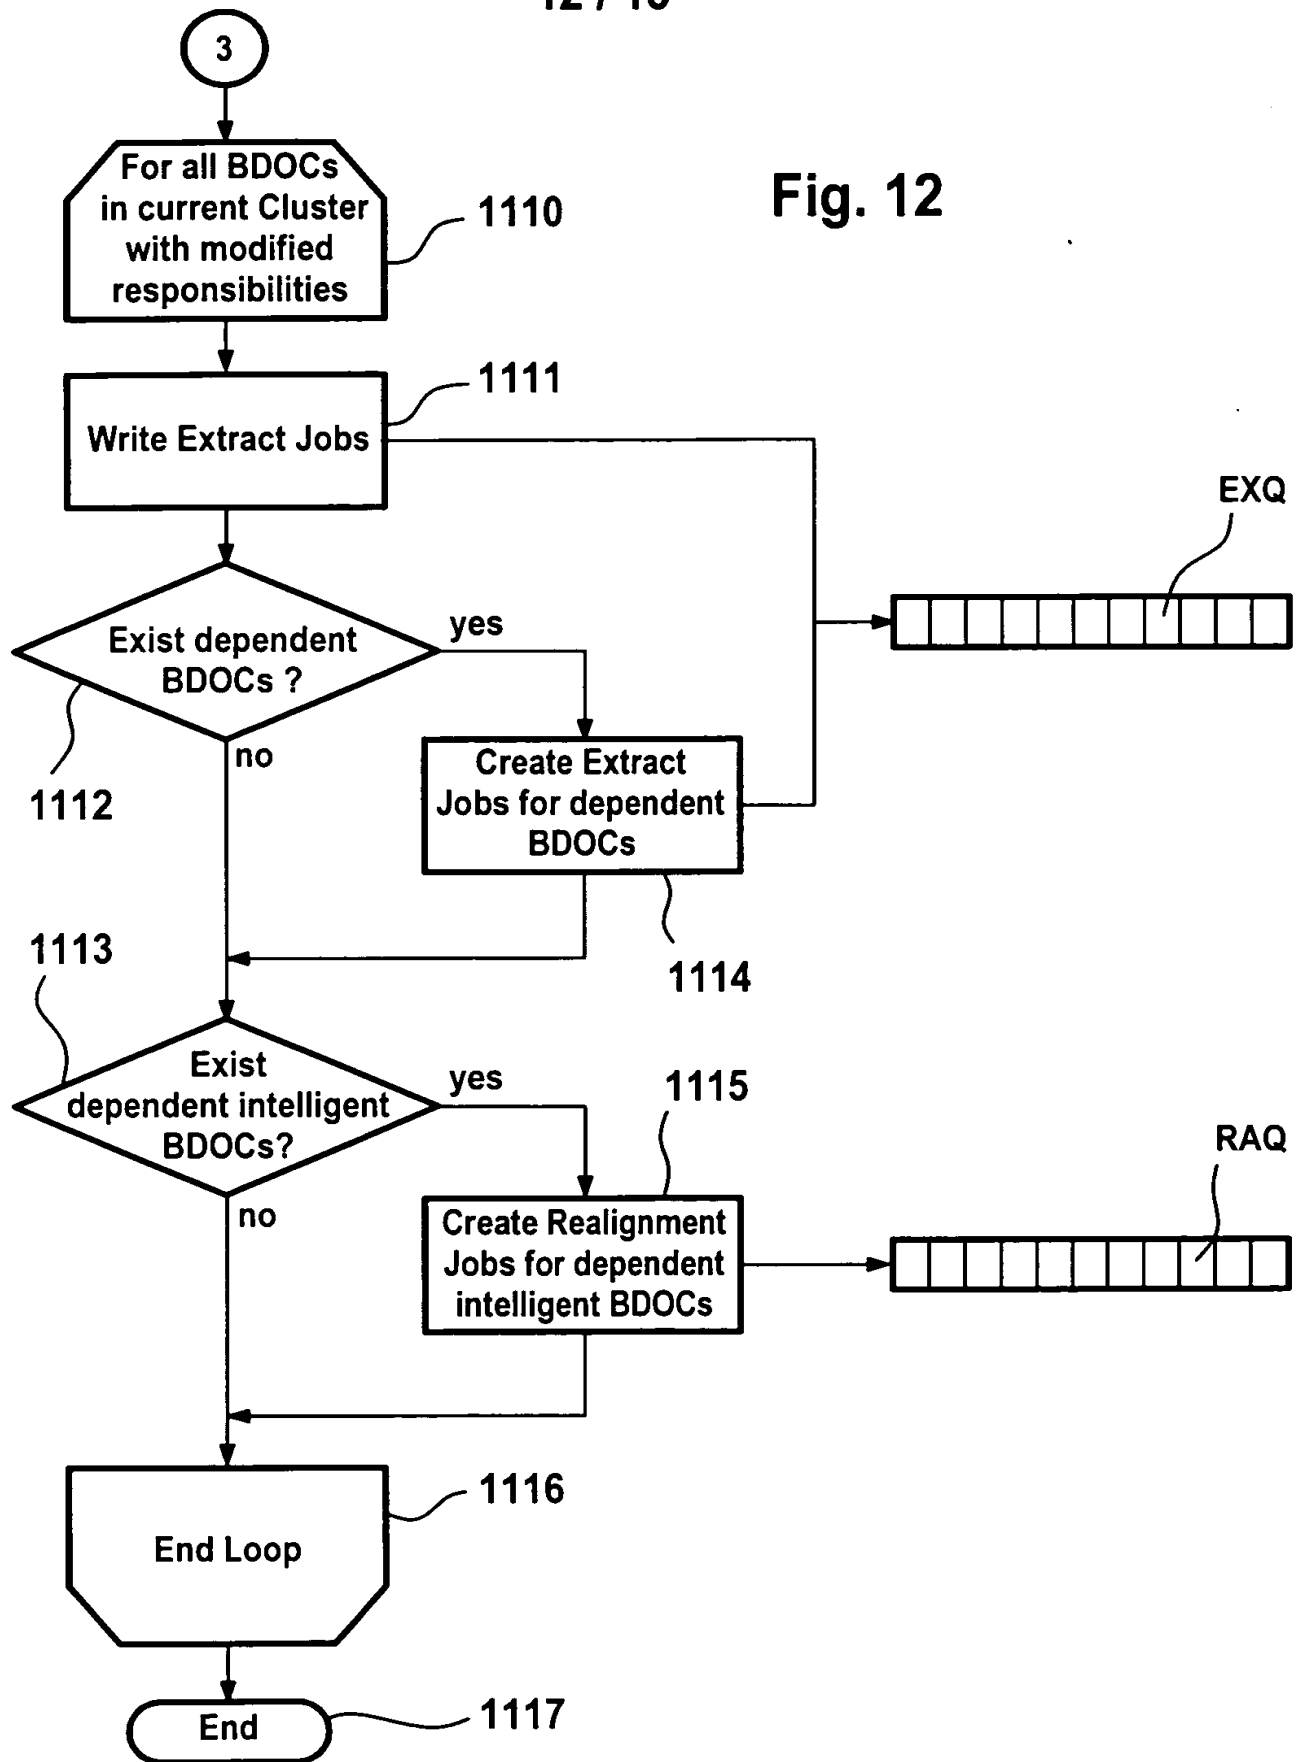 3
For all BDOCs
in current Cluster
with modified
responsibilities
1110
Fig. 12
1111
Write Extract Jobs
EXQ
Exist dependent
BDOCs ?
yes
no
1112
Create Extract
Jobs for dependent
BDOCs
1114
1113
Exist
dependent intelligent
BDOCs?
yes
no
1115
Create Realignment
Jobs for dependent
intelligent BDOCs
RAQ
End Loop
1116
End
1117